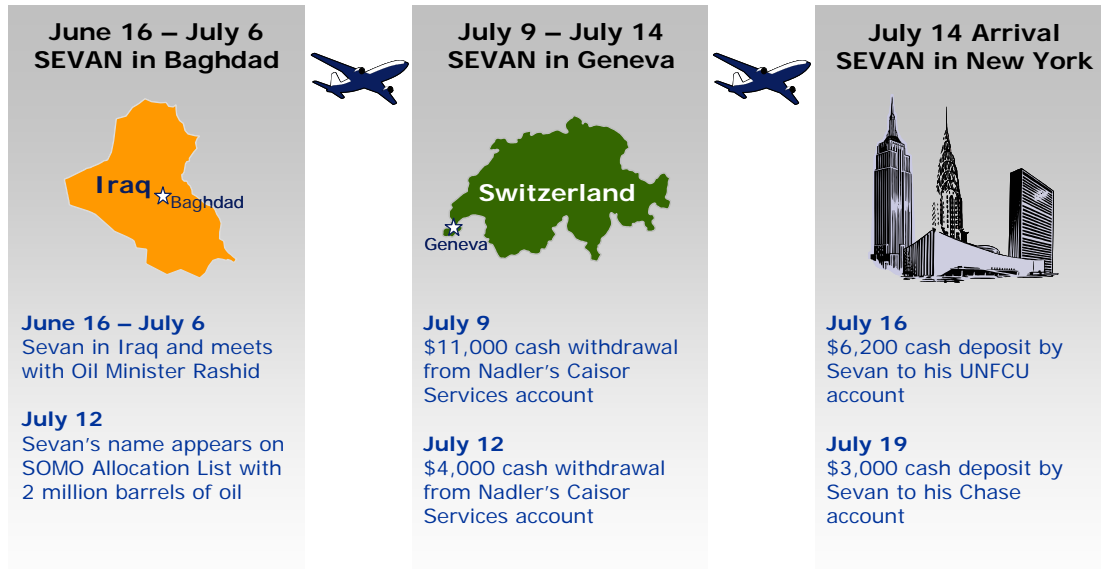 June 16 – July 6
SEVAN in Baghdad
Iraq
Baghdad
June 16 – July 6
Sevan in Iraq and meets
with Oil Minister Rashid
July 12
Sevan's name appears on
SOMO Allocation List with
2 million barrels of oil
July 9 – July 14
SEVAN in Geneva
Switzerland
Geneva
July 9
$11,000 cash withdrawal
from Nadler's Caisor
Services account
July 12
$4,000 cash withdrawal
from Nadler's Caisor
Services account
July 14 Arrival
SEVAN in New York
July 16
$6,200 cash deposit by
Sevan to his UNFCU
account
July 19
$3,000 cash deposit by
Sevan to his Chase
account